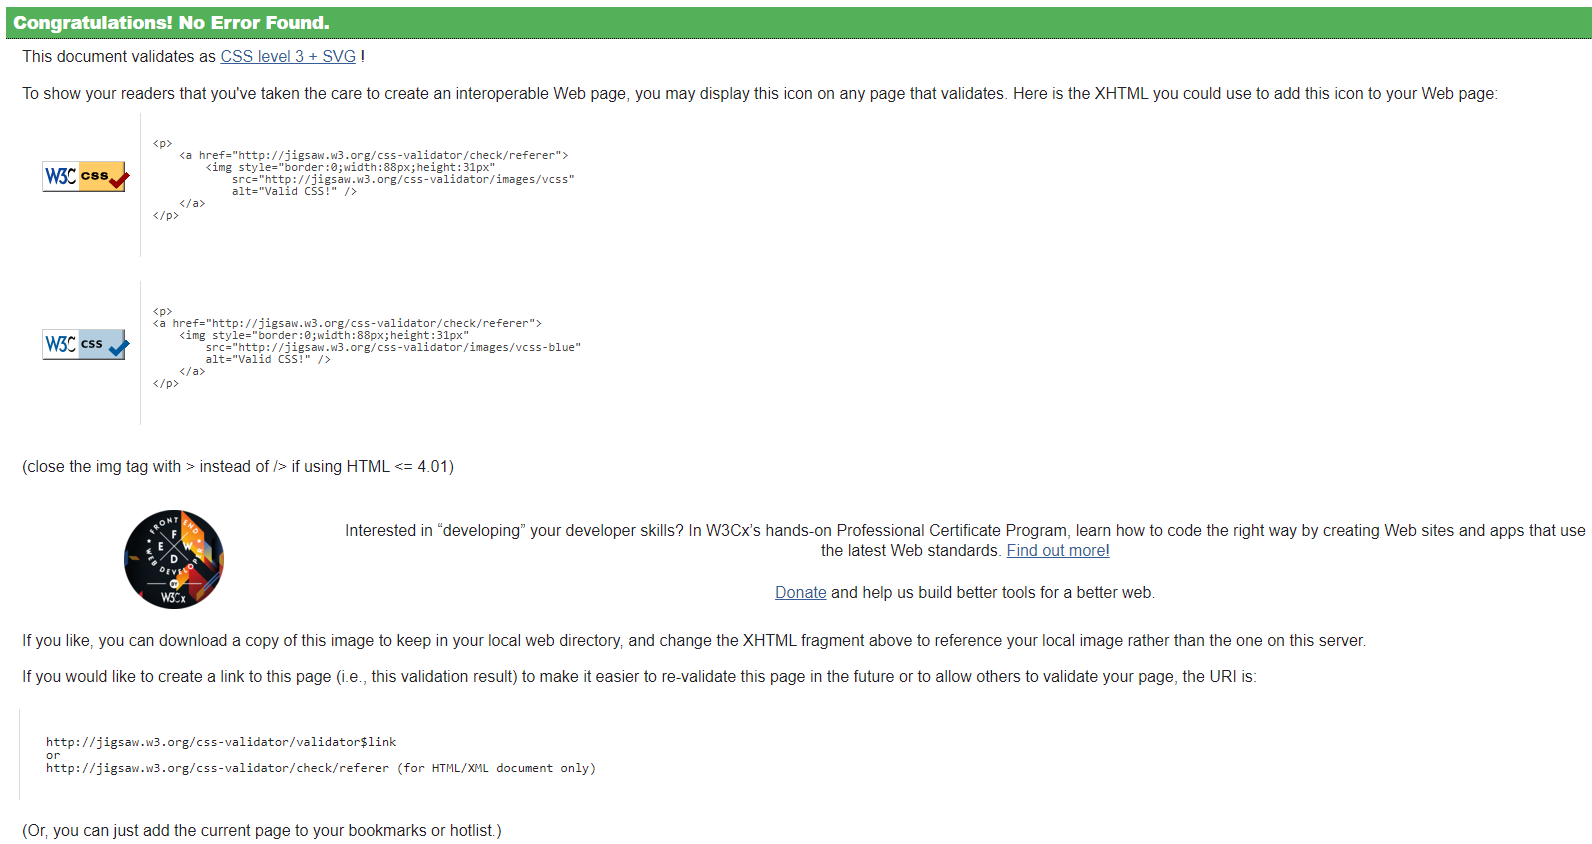 Congratulations! No Error Found.
This document validates as CSS level 3 + SVG !
To show your readers that you've taken the care to create an interoperable Web page, you may display this icon on any page that validates. Here is the XHTML you could use to add this icon to your Web page:
W3C css
<p>
<a href="http://jigsaw.w3.org/css-validator/check/referer">
<img style="border:0;width:88px;height:31px"
src="http://jigsaw.w3.org/css-validator/images/vcss"
alt="Valid CSS!" />
</a>
</p>
W3C css
<p>
<a href="http://jigsaw.w3.org/css-validator/check/referer">
<img style="border:0;width:88px;height:31px"
src="http://jigsaw.w3.org/css-validator/images/vcss-blue"
alt="Valid CSS!" />
</a>
</p>
(close the img tag with > instead of /> if using HTML <= 4.01)
FRONT END
WEB DEVELOPER
F
E W
D
BY
W3Cx
Interested in “developing” your developer skills? In W3Cx’s hands-on Professional Certificate Program, learn how to code the right way by creating Web sites and apps that use
the latest Web standards. Find out more!
Donate and help us build better tools for a better web.
If you like, you can download a copy of this image to keep in your local web directory, and change the XHTML fragment above to reference your local image rather than the one on this server.
If you would like to create a link to this page (i.e., this validation result) to make it easier to re-validate this page in the future or to allow others to validate your page, the URI is:
http://jigsaw.w3.org/css-validator/validator$link
or
http://jigsaw.w3.org/css-validator/check/referer (for HTML/XML document only)
(Or, you can just add the current page to your bookmarks or hotlist.)